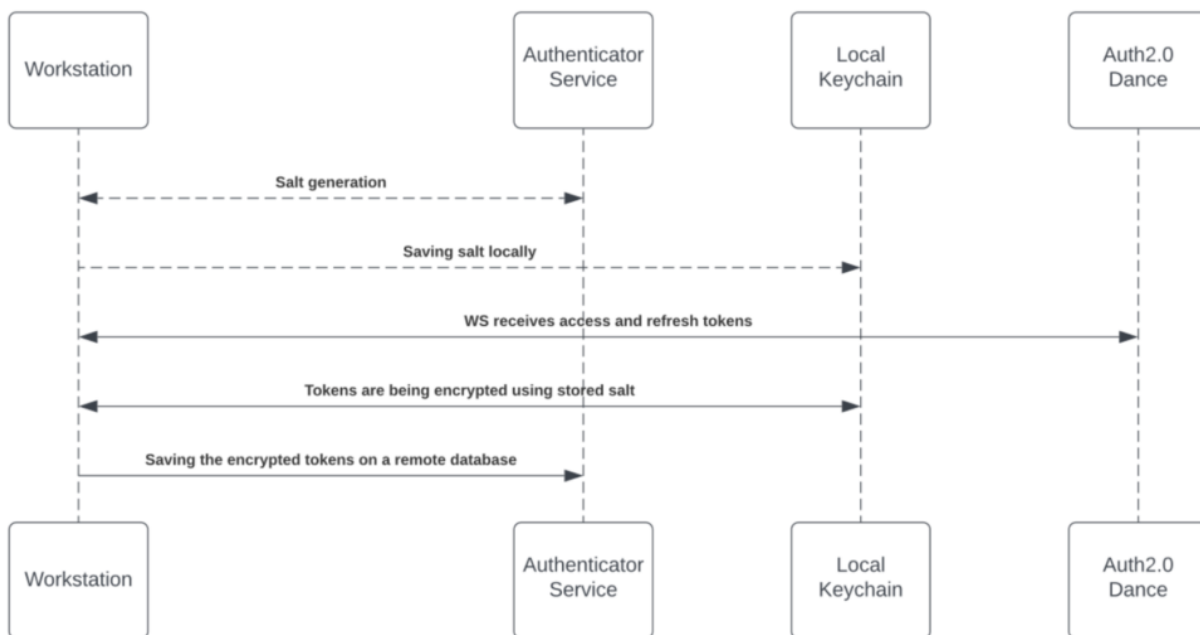 Workstation
Authenticator
Service
Local
Keychain
Auth2.0
Dance
Salt generation
Saving salt locally
WS receives access and refresh tokens
Tokens are being encrypted using stored salt
Saving the encrypted tokens on a remote database
Workstation
Authenticator
Service
Local
Keychain
Auth2.0
Dance